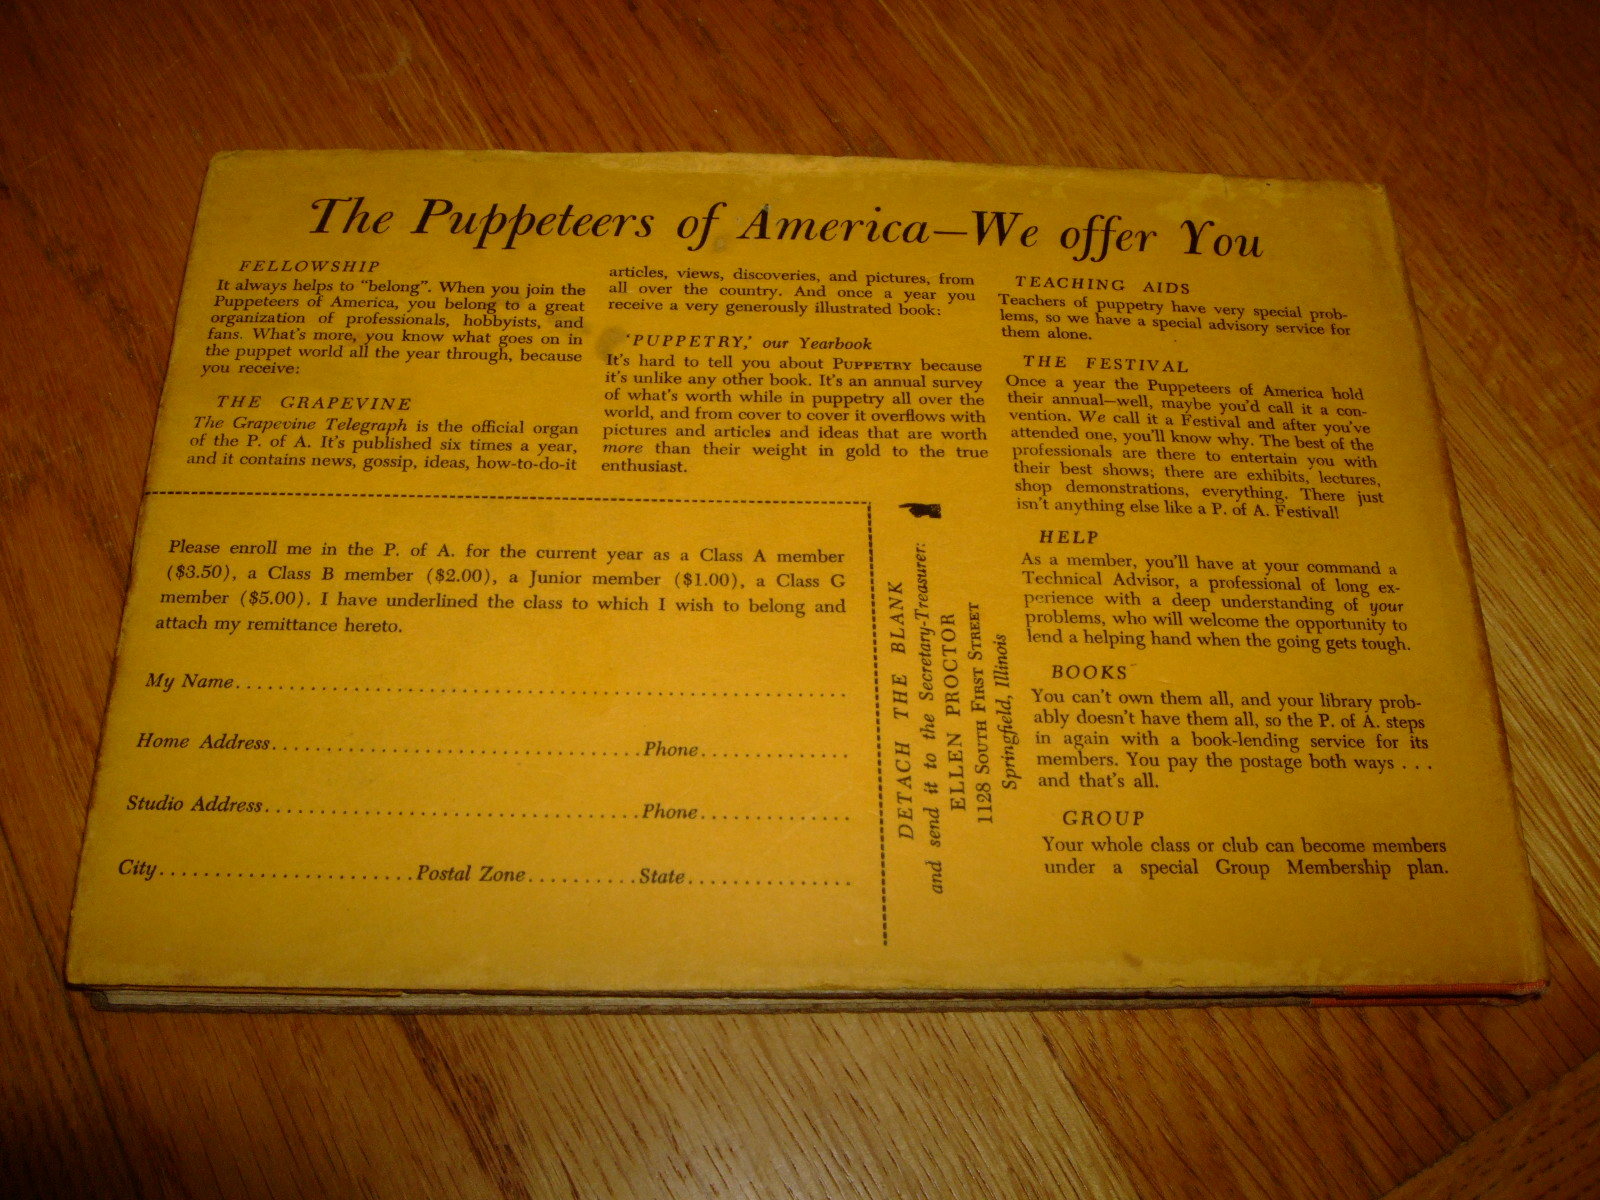 The Puppeteers of America—We offer You
FELLOWSHIP
It always helps to "belong". When you join the
Puppeteers of America, you belong to a great
organization of professionals, hobbyists, and
fans. What's more, you know what goes on in
the puppet world all the year through, because
you receive:
THE GRAPEVINE
The Grapevine Telegraph is the official organ
of the P. of A. It's published six times a year,
and it contains news, gossip, ideas, how-to-do-it
articles, views, discoveries, and pictures, from
all over the country. And once a year you
receive a very generously illustrated book:
'PUPPETRY,' our Yearbook
It's hard to tell you about PUPPETRY because
it's unlike any other book. It's an annual survey
of what's worth while in puppetry all over the
world, and from cover to cover it overflows with
pictures and articles and ideas that are worth
more than their weight in gold to the true
enthusiast.
TEACHING AIDS
Teachers of puppetry have very special prob-
lems, so we have a special advisory service for
them alone.
THE FESTIVAL
Once a year the Puppeteers of America hold
their annual—well, maybe you'd call it a con-
vention. We call it a Festival and after you've
attended one, you'll know why. The best of the
professionals are there to entertain you with
their best shows; there are exhibits, lectures,
shop demonstrations, everything. There just
isn't anything else like a P. of A. Festival!
HELP
As a member, you'll have at your command a
Technical Advisor, a professional of long ex-
perience with a deep understanding of your
problems, who will welcome the opportunity to
lend a helping hand when the going gets tough.
BOOKS
You can't own them all, and your library prob-
ably doesn't have them all, so the P. of A. steps
in again with a book-lending service for its
members. You pay the postage both ways . . .
and that's all.
GROUP
Your whole class or club can become members
under a special Group Membership plan.
Please enroll me in the P. of A. for the current year as a Class A member
($3.50), a Class B member ($2.00), a Junior member ($1.00), a Class G
member ($5.00). I have underlined the class to which I wish to belong and
attach my remittance hereto.
My Name
Home Address Phone
Studio Address Phone
City Postal Zone State
DETACH THE BLANK
and send it to the Secretary-Treasurer:
ELLEN PROCTOR
1128 SOUTH FIRST STREET
Springfield, Illinois